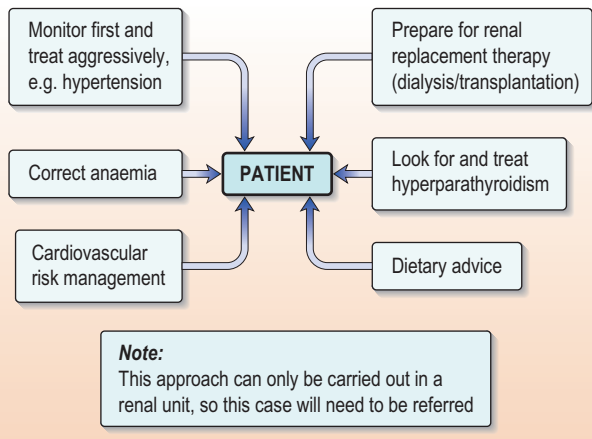 Monitor first and
treat aggressively,
e.g. hypertension
Prepare for renal
replacement therapy
(dialysis/transplantation)
Correct anaemia
PATIENT
Look for and treat
hyperparathyroidism
Cardiovascular
risk management
Dietary advice
Note:
This approach can only be carried out in a
renal unit, so this case will need to be referred